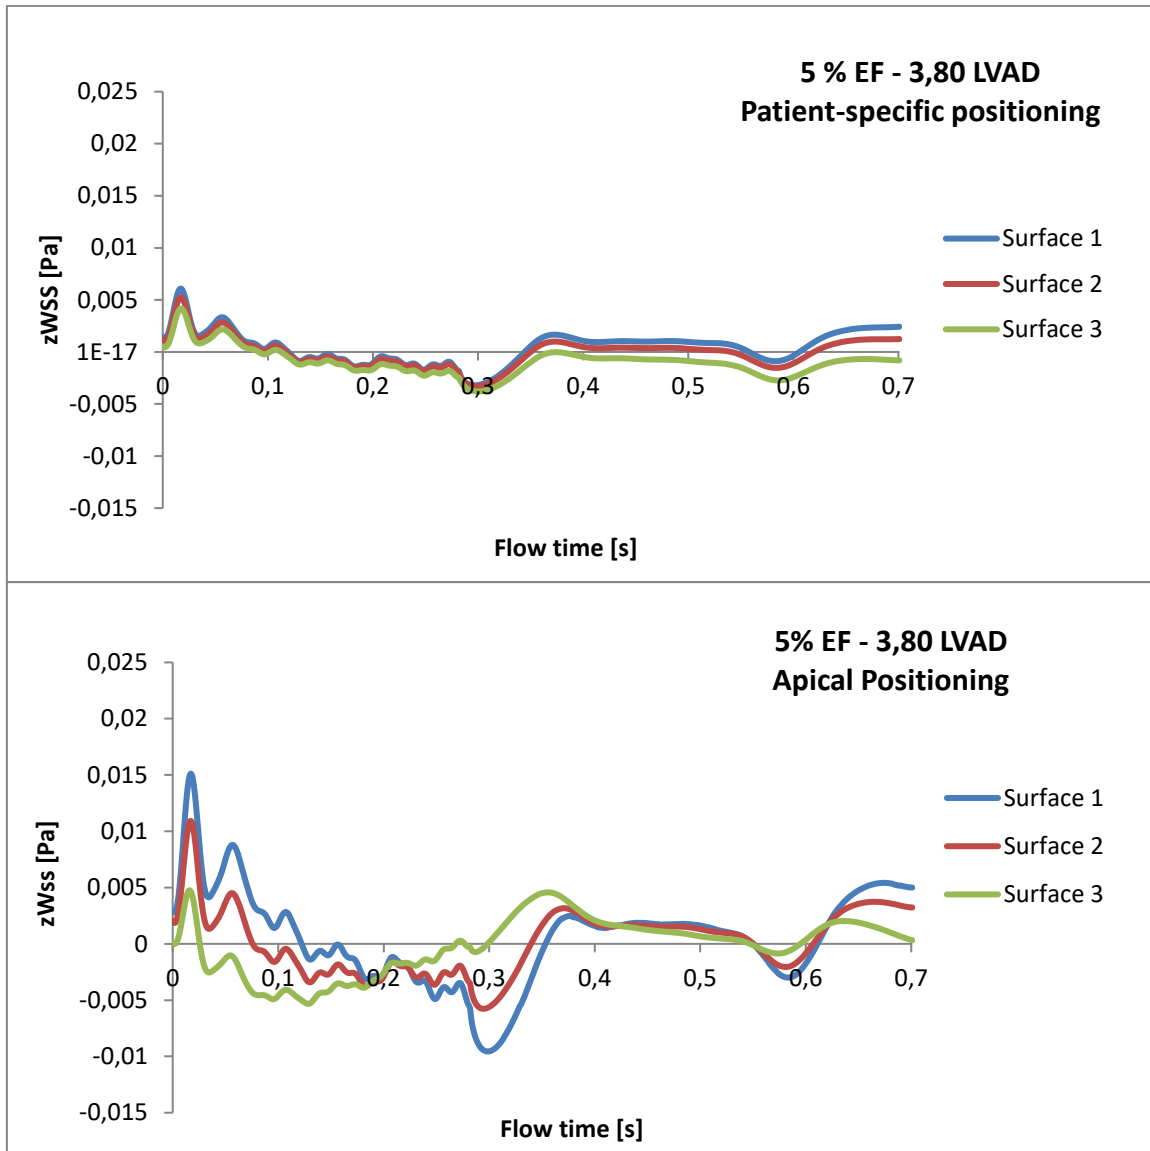 5 % EF - 3,80 LVAD
Patient-specific positioning
0,025
0,02
0,015
0,01
0,005
1E-17
-0,005
-0,01
-0,015
zWSS [Pa]
0 0,1 0,2 0,3 0,4 0,5 0,6 0,7
Flow time [s]
Surface 1
Surface 2
Surface 3
5% EF - 3,80 LVAD
Apical Positioning
0,025
0,02
0,015
0,01
0,005
0
-0,005
-0,01
-0,015
zWss [Pa]
0 0,1 0,2 0,3 0,4 0,5 0,6 0,7
Flow time [s]
Surface 1
Surface 2
Surface 3